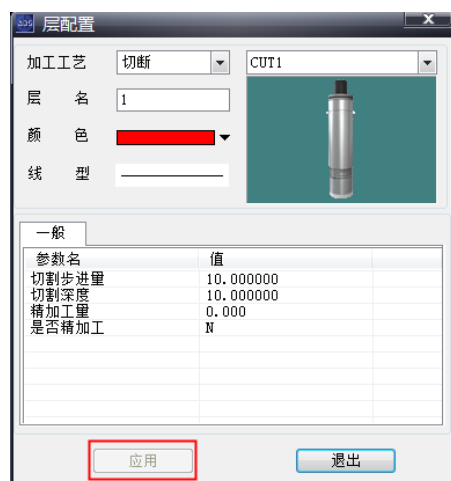 ADS 层配置 X
加工工艺 切断 CUT1
层 名 1
颜 色
线 型
一般
参数名 值
切割步进量 10.000000
切割深度 10.000000
精加工量 0.000
是否精加工 N
应用 退出